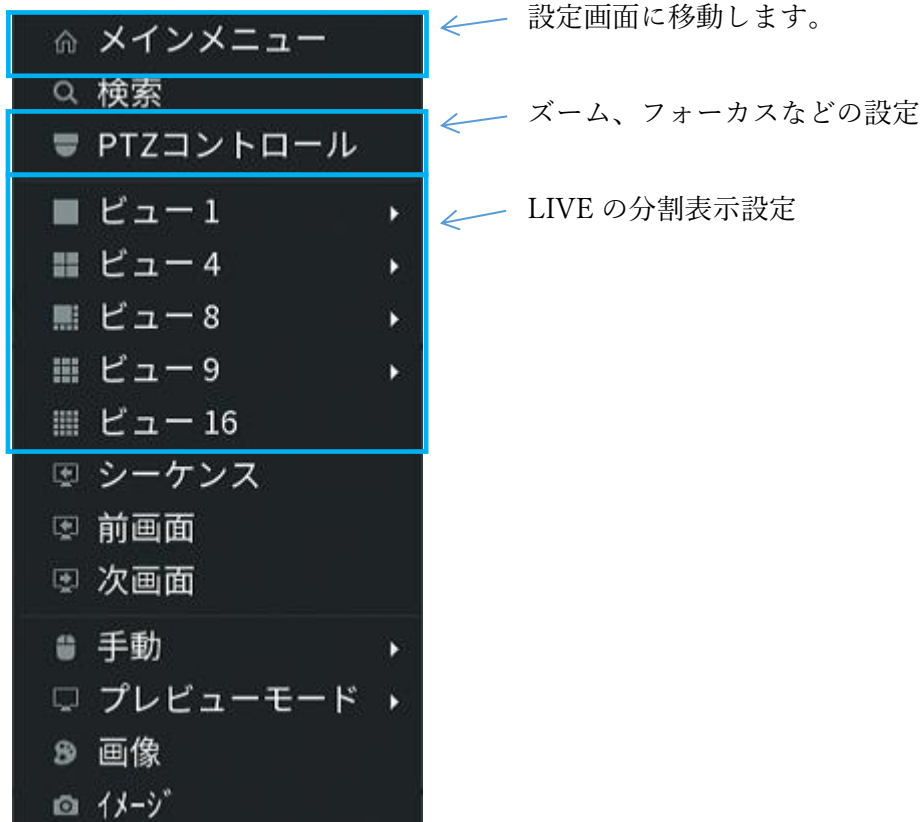 メインメニュー
設定画面に移動します。
検索
ズーム、フォーカスなどの設定
PTZコントロール
ビュー 1
LIVE の分割表示設定
ビュー 4
ビュー 8
ビュー 9
ビュー 16
シーケンス
前画面
次画面
手動
プレビューモード
画像
ｲﾒｰｼﾞ